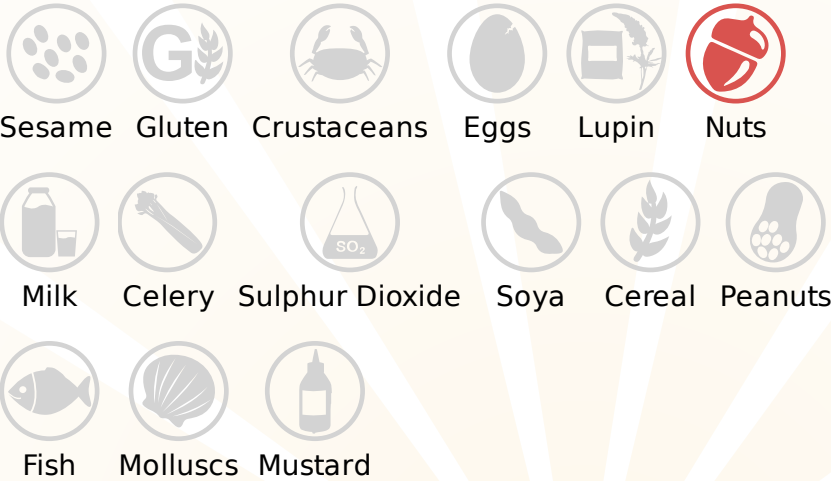 G
Sesame Gluten Crustaceans Eggs Lupin Nuts
SO₂
Milk Celery Sulphur Dioxide Soya Cereal Peanuts
Fish Molluscs Mustard